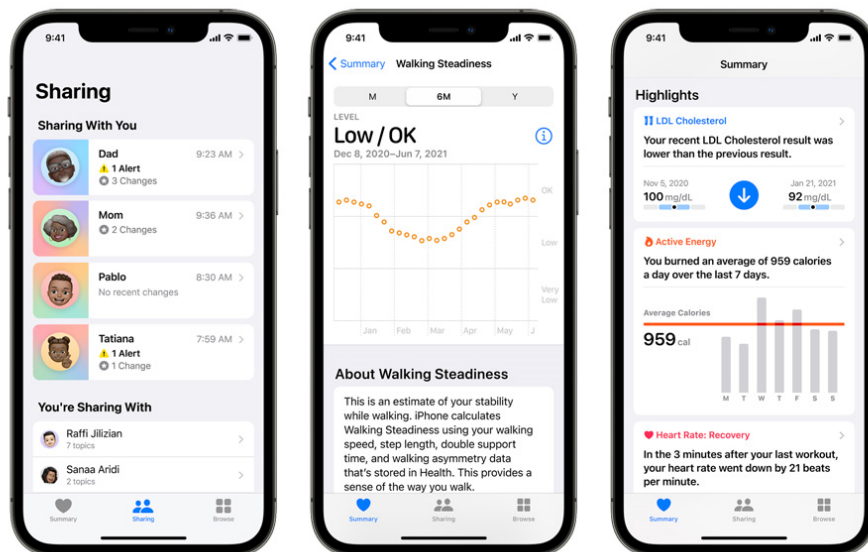 9:41
Sharing
Sharing With You
Dad 9:23 AM
1 Alert
3 Changes
Mom 9:36 AM
2 Changes
Pablo 8:30 AM
No recent changes
Tatiana 7:59 AM
1 Alert
1 Change
You're Sharing With
Raffi Jilizian
7 topics
Sanaa Aridi
2 topics
Summary Sharing Browse
9:41
Summary Walking Steadiness
M 6M Y
LEVEL
Low / OK
Dec 8, 2020–Jun 7, 2021
OK
Low
Very
Low
Jan Feb Mar Apr May J
About Walking Steadiness
This is an estimate of your stability
while walking. iPhone calculates
Walking Steadiness using your walking
speed, step length, double support
time, and walking asymmetry data
that's stored in Health. This provides a
sense of the way you walk.
Summary Sharing Browse
9:41
Summary
Highlights
LDL Cholesterol
Your recent LDL Cholesterol result was
lower than the previous result.
Nov 5, 2020 Jan 21, 2021
100 mg/dL 92 mg/dL
Active Energy
You burned an average of 959 calories
a day over the last 7 days.
Average Calories
959 cal
M T W T F S S
Heart Rate: Recovery
In the 3 minutes after your last workout,
your heart rate went down by 21 beats
per minute.
Summary Sharing Browse